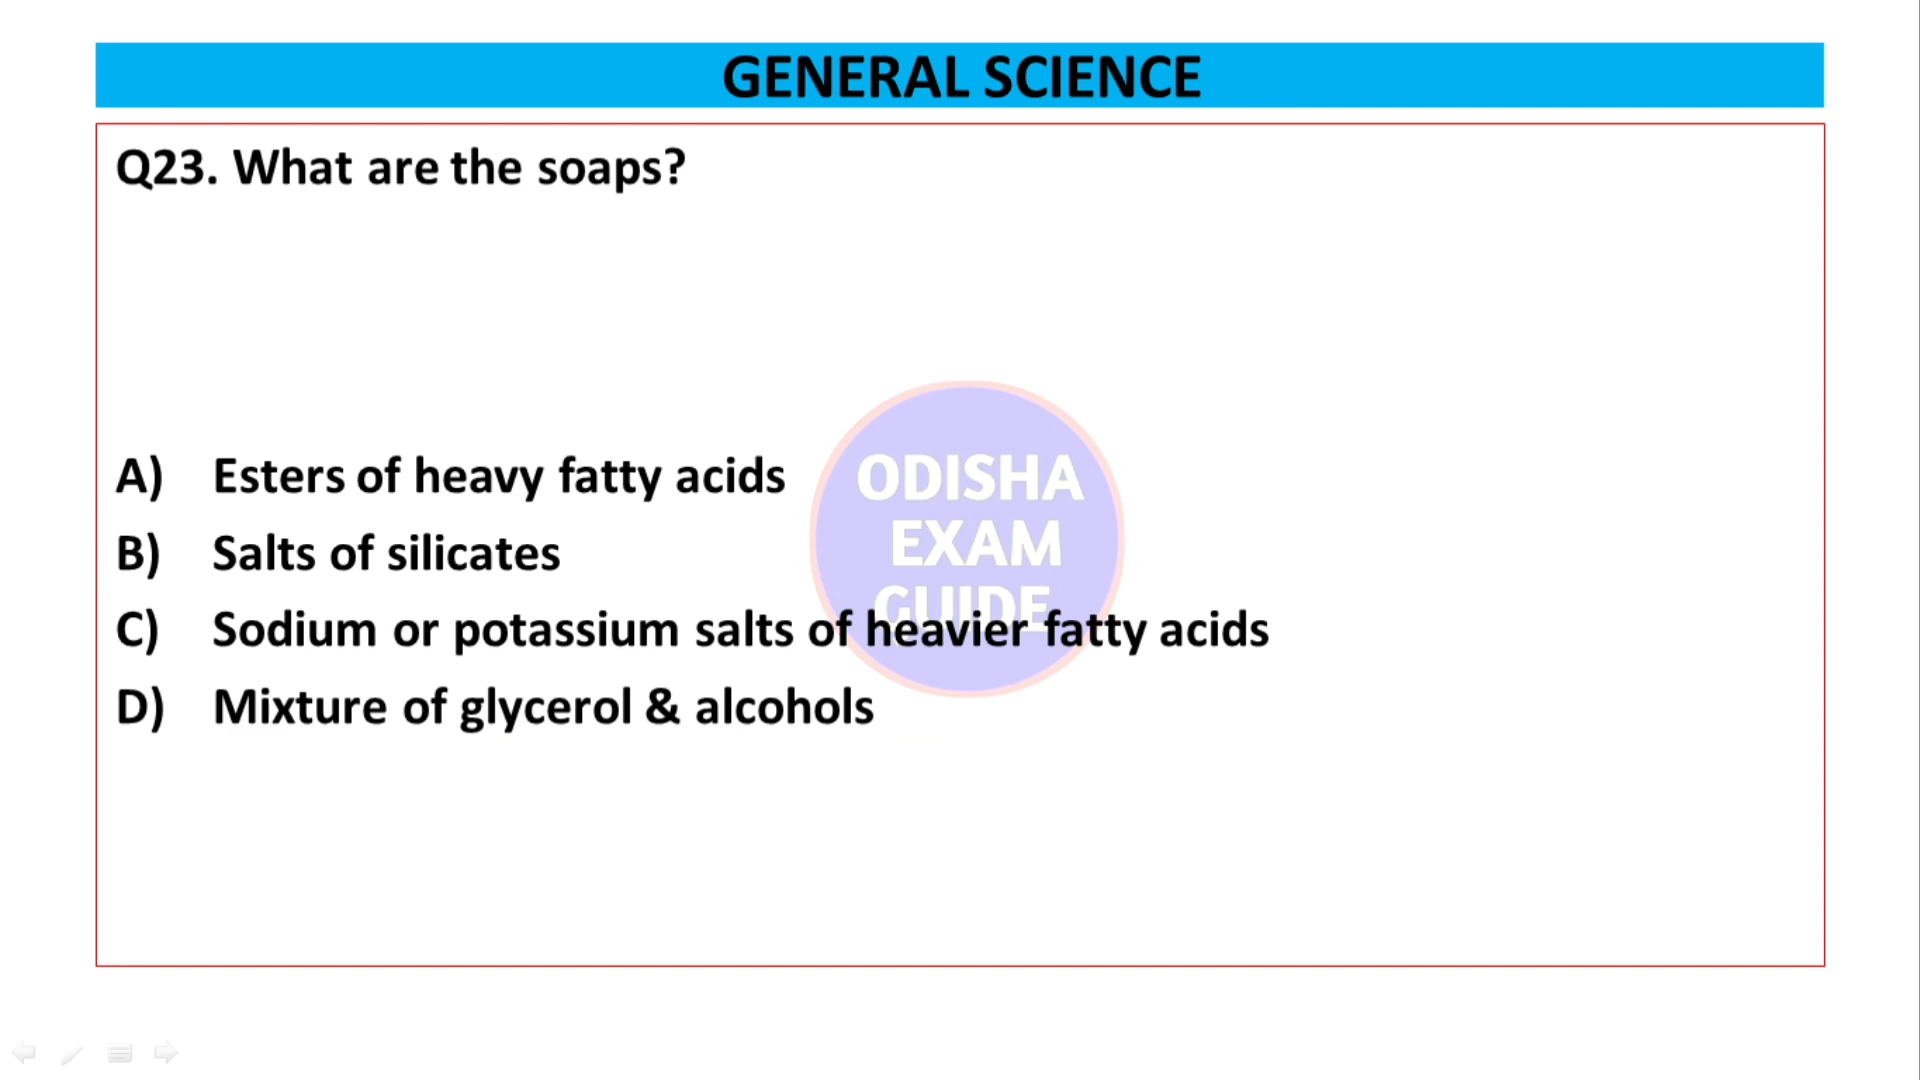 GENERAL SCIENCE
Q23. What are the soaps?
A) Esters of heavy fatty acids
B) Salts of silicates
C) Sodium or potassium salts of heavier fatty acids
D) Mixture of glycerol & alcohols
ODISHA
EXAM
GUIDE